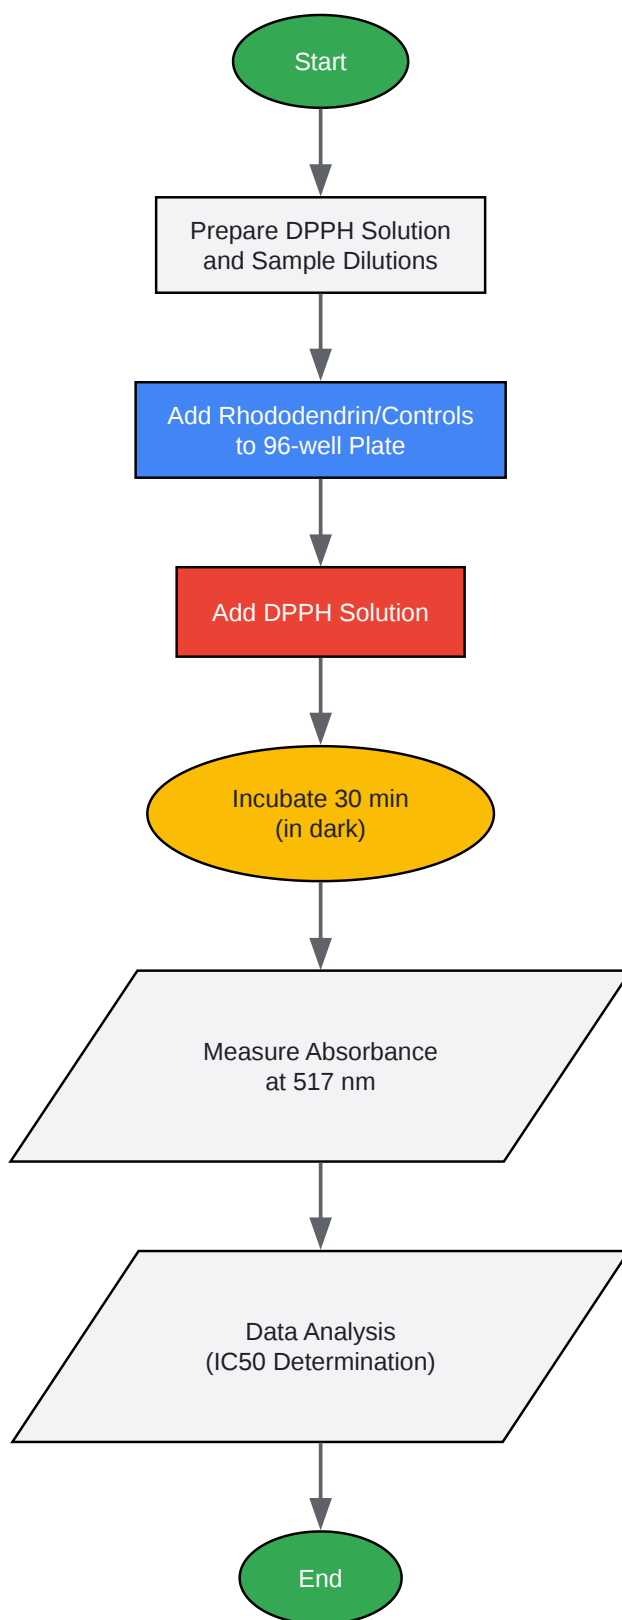 Start
Prepare DPPH Solution
and Sample Dilutions
Add Rhododendrin/Controls
to 96-well Plate
Add DPPH Solution
Incubate 30 min
(in dark)
Measure Absorbance
at 517 nm
Data Analysis
(IC50 Determination)
End